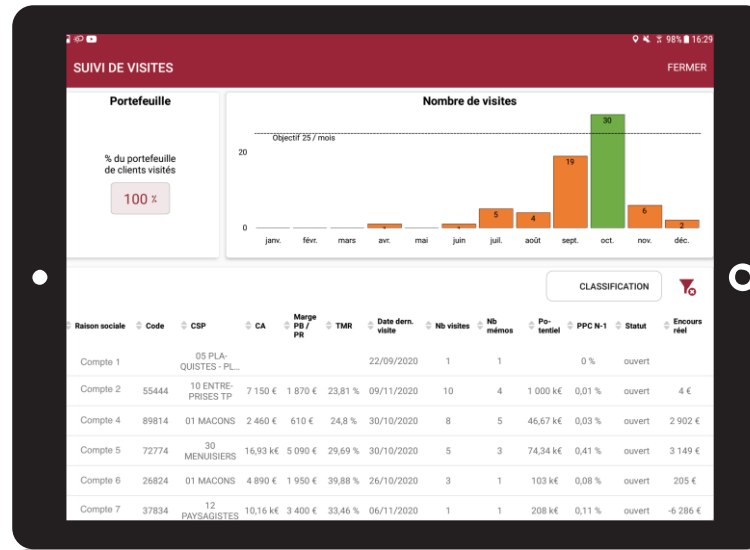 98% 16:29
SUIVI DE VISITES FERMER
Portefeuille
% du portefeuille
de clients visités
100 %
Nombre de visites
Objectif 25 / mois
20
0
1 1 5 4 19 30 6 2
janv. févr. mars avr. mai juin juil. août sept. oct. nov. déc.
CLASSIFICATION
Raison sociale Code CSP CA Marge PB / PR TMR Date dern. visite Nb visites Nb mémos Po-tentiel PPC N-1 Statut Encours réel
Compte 1 05 PLA-QUISTES - PL... 22/09/2020 1 1 0 % ouvert
Compte 2 55444 10 ENTRE-PRISES TP 7 150 € 1 870 € 23,81 % 09/11/2020 10 4 1 000 k€ 0,01 % ouvert 4 €
Compte 4 89814 01 MACONS 2 460 € 610 € 24,8 % 30/10/2020 8 5 46,67 k€ 0,03 % ouvert 2 902 €
Compte 5 72774 30 MENUISIERS 16,93 k€ 5 090 € 29,69 % 30/10/2020 5 3 74,34 k€ 0,41 % ouvert 3 149 €
Compte 6 26824 01 MACONS 4 890 € 1 950 € 39,88 % 26/10/2020 3 1 103 k€ 0,08 % ouvert 205 €
Compte 7 37834 12 PAYSAGISTES 10,16 k€ 3 400 € 33,46 % 06/11/2020 1 1 208 k€ 0,11 % ouvert -6 286 €